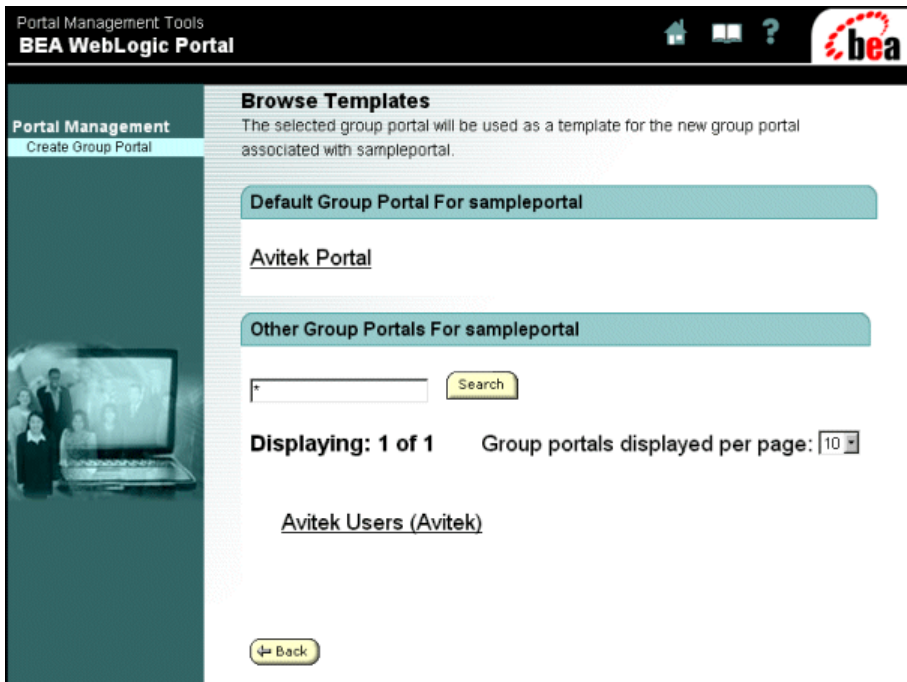 Portal Management Tools
BEA WebLogic Portal
?
bea
Portal Management
Create Group Portal
Browse Templates
The selected group portal will be used as a template for the new group portal
associated with sampleportal.
Default Group Portal For sampleportal
Avitek Portal
Other Group Portals For sampleportal
*
Search
Displaying: 1 of 1
Group portals displayed per page: 10
Avitek Users (Avitek)
Back